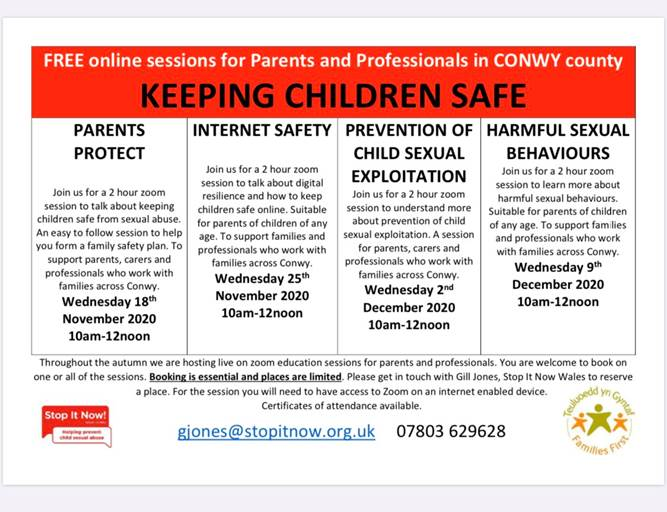 FREE online sessions for Parents and Professionals in CONWY county
KEEPING CHILDREN SAFE
PARENTS
PROTECT
Join us for a 2 hour zoom
session to talk about keeping
children safe from sexual abuse.
An easy to follow session to help
you form a family safety plan. To
support parents, carers and
professionals who work with
families across Conwy.
Wednesday 18th
November 2020
10am-12noon
INTERNET SAFETY
Join us for a 2 hour zoom
session to talk about digital
resilience and how to keep
children safe online. Suitable
for parents of children of any
age. To support families and
professionals who work with
families across Conwy.
Wednesday 25th
November 2020
10am-12noon
PREVENTION OF
CHILD SEXUAL
EXPLOITATION
Join us for a 2 hour zoom
session to understand more
about prevention of child
sexual exploitation. A session
for parents, carers and
professionals who work with
families across Conwy.
Wednesday 2nd
December 2020
10am-12noon
HARMFUL SEXUAL
BEHAVIOURS
Join us for a 2 hour zoom
session to learn more about
harmful sexual behaviours.
Suitable for parents of children
of any age. To support families
and professionals who work
with families across Conwy.
Wednesday 9th
December 2020
10am-12noon
Throughout the autumn we are hosting live on zoom education sessions for parents and professionals. You are welcome to book on
one or all of the sessions. Booking is essential and places are limited. Please get in touch with Gill Jones, Stop It Now Wales to reserve
a place. For the session you will need to have access to Zoom on an internet enabled device.
Certificates of attendance available.
Stop It Now!
Helping prevent
child sexual abuse
gjones@stopitnow.org.uk 07803 629628
Teuluoedd yn Gyntaf
Families First